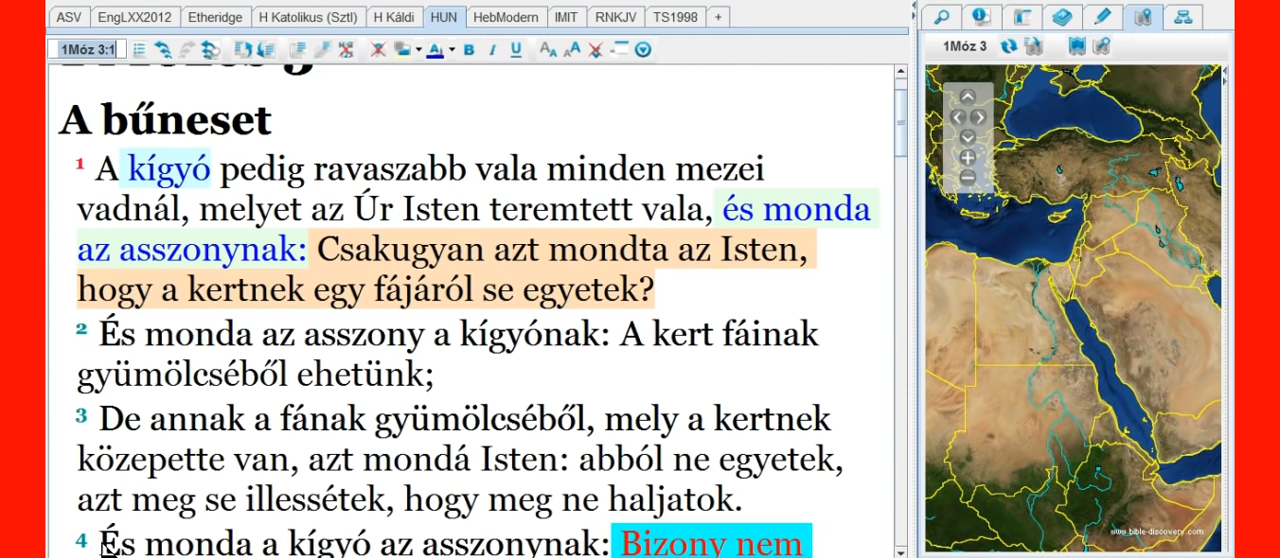 ASV EngLXX2012 Etheridge H Katolikus (Sztl) H Káldi HUN HebModern IMIT RNKJV TS1998 +
1Móz 3:1
1Móz 3
A bűneset
1 A kígyó pedig ravaszabb vala minden mezei
vadnál, melyet az Úr Isten teremtett vala, és monda
az asszonynak: Csakugyan azt mondta az Isten,
hogy a kertnek egy fájáról se egyetek?
2 És monda az asszony a kígyónak: A kert fáinak
gyümölcséből ehetünk;
3 De annak a fának gyümölcséből, mely a kertnek
közepette van, azt mondá Isten: abból ne egyetek,
azt meg se illessétek, hogy meg ne haljatok.
4 És monda a kígyó az asszonynak: Bizony nem
www.bible-discovery.com